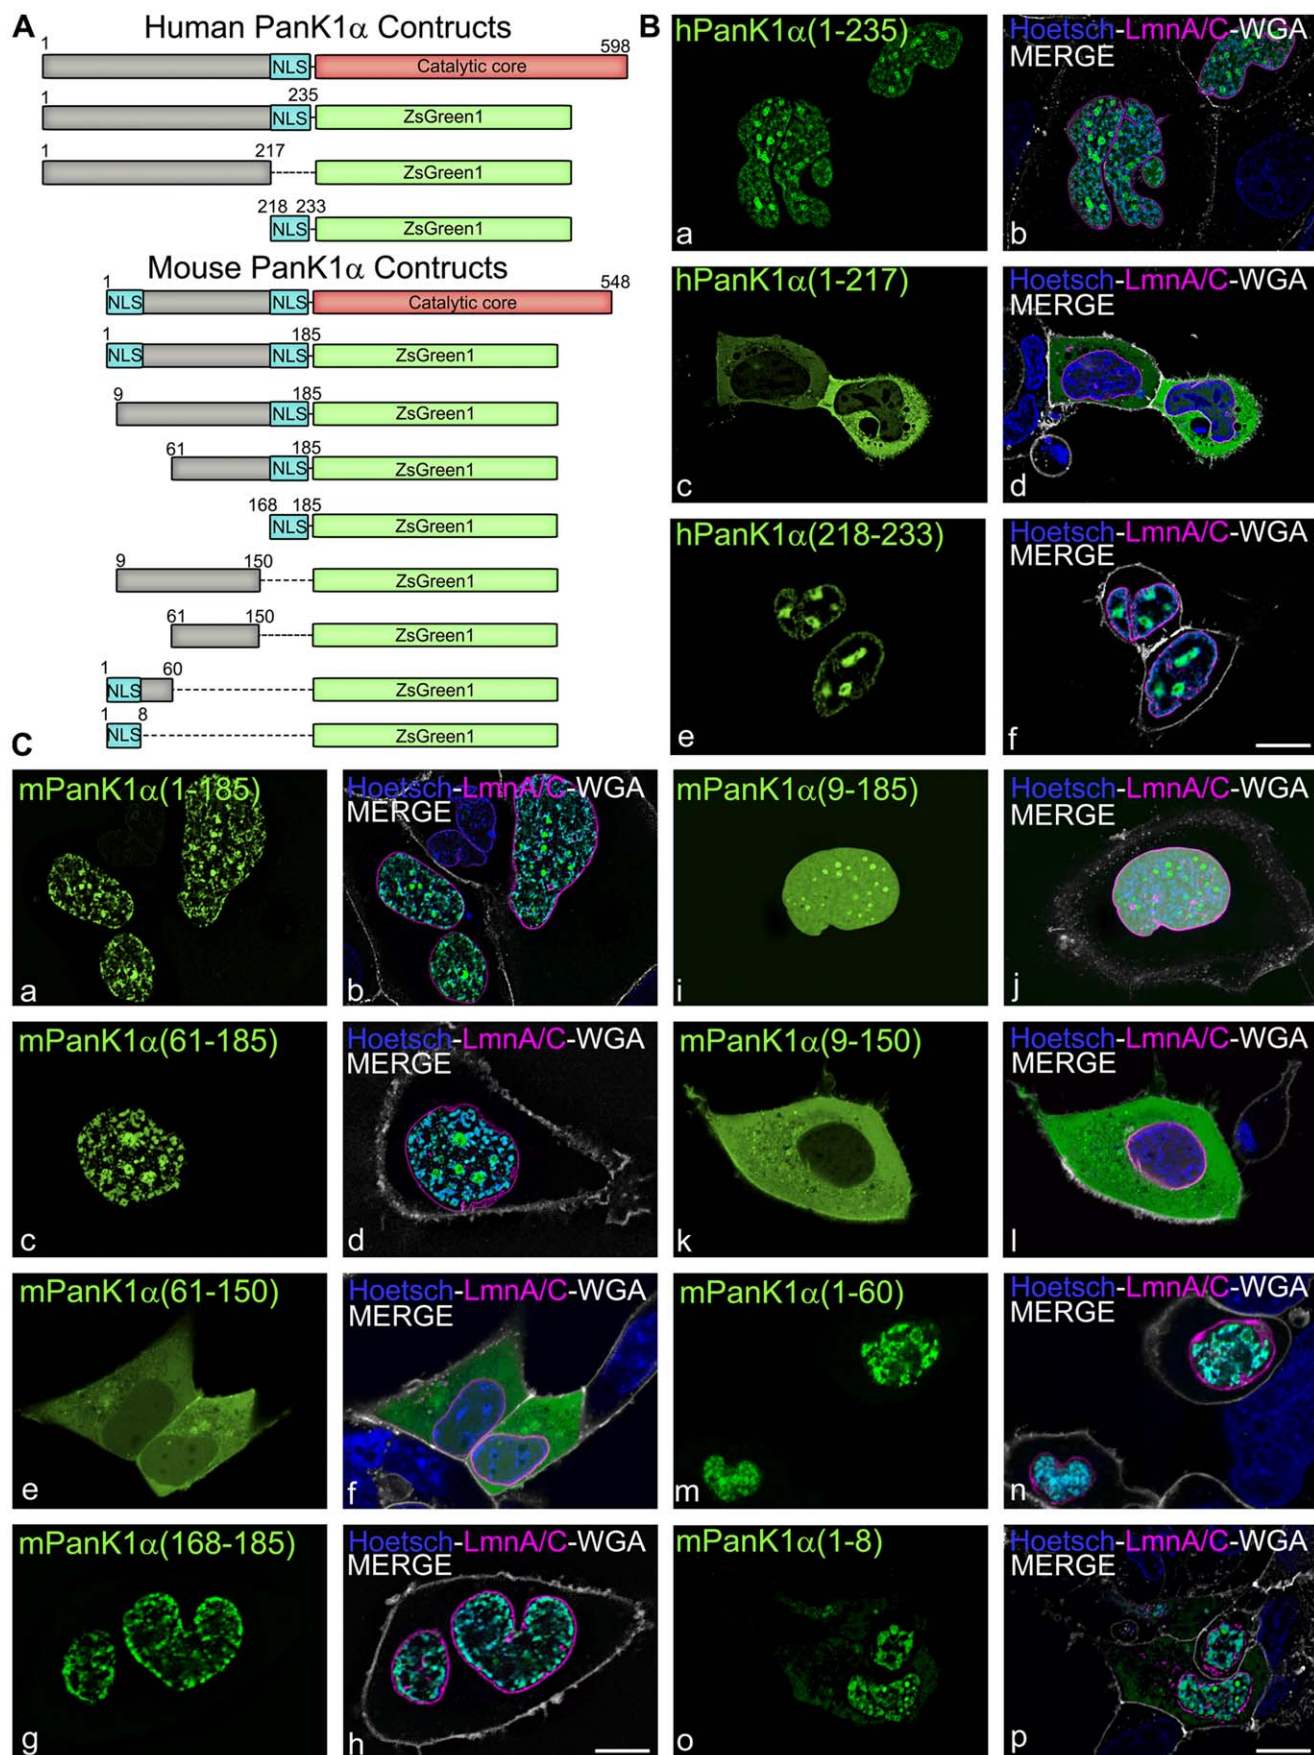 A
Human PanK1α Contructs
1
598
NLS
Catalytic core
1
235
NLS
ZsGreen1
1
217
ZsGreen1
218 233
NLS
ZsGreen1
Mouse PanK1α Contructs
1
548
NLS
NLS
Catalytic core
1
185
NLS
NLS
ZsGreen1
9
185
NLS
ZsGreen1
61
185
NLS
ZsGreen1
168 185
NLS
ZsGreen1
9
150
ZsGreen1
61
150
ZsGreen1
1
60
NLS
ZsGreen1
1
8
NLS
ZsGreen1
B
hPanK1α(1-235)
a
Hoetsch-LmnA/C-WGA
MERGE
b
hPanK1α(1-217)
c
Hoetsch-LmnA/C-WGA
MERGE
d
hPanK1α(218-233)
e
Hoetsch-LmnA/C-WGA
MERGE
f
C
mPanK1α(1-185)
a
Hoetsch-LmnA/C-WGA
MERGE
b
mPanK1α(9-185)
i
Hoetsch-LmnA/C-WGA
MERGE
j
mPanK1α(61-185)
c
Hoetsch-LmnA/C-WGA
MERGE
d
mPanK1α(9-150)
k
Hoetsch-LmnA/C-WGA
MERGE
l
mPanK1α(61-150)
e
Hoetsch-LmnA/C-WGA
MERGE
f
mPanK1α(1-60)
m
Hoetsch-LmnA/C-WGA
MERGE
n
mPanK1α(168-185)
g
Hoetsch-LmnA/C-WGA
MERGE
h
mPanK1α(1-8)
o
Hoetsch-LmnA/C-WGA
MERGE
p